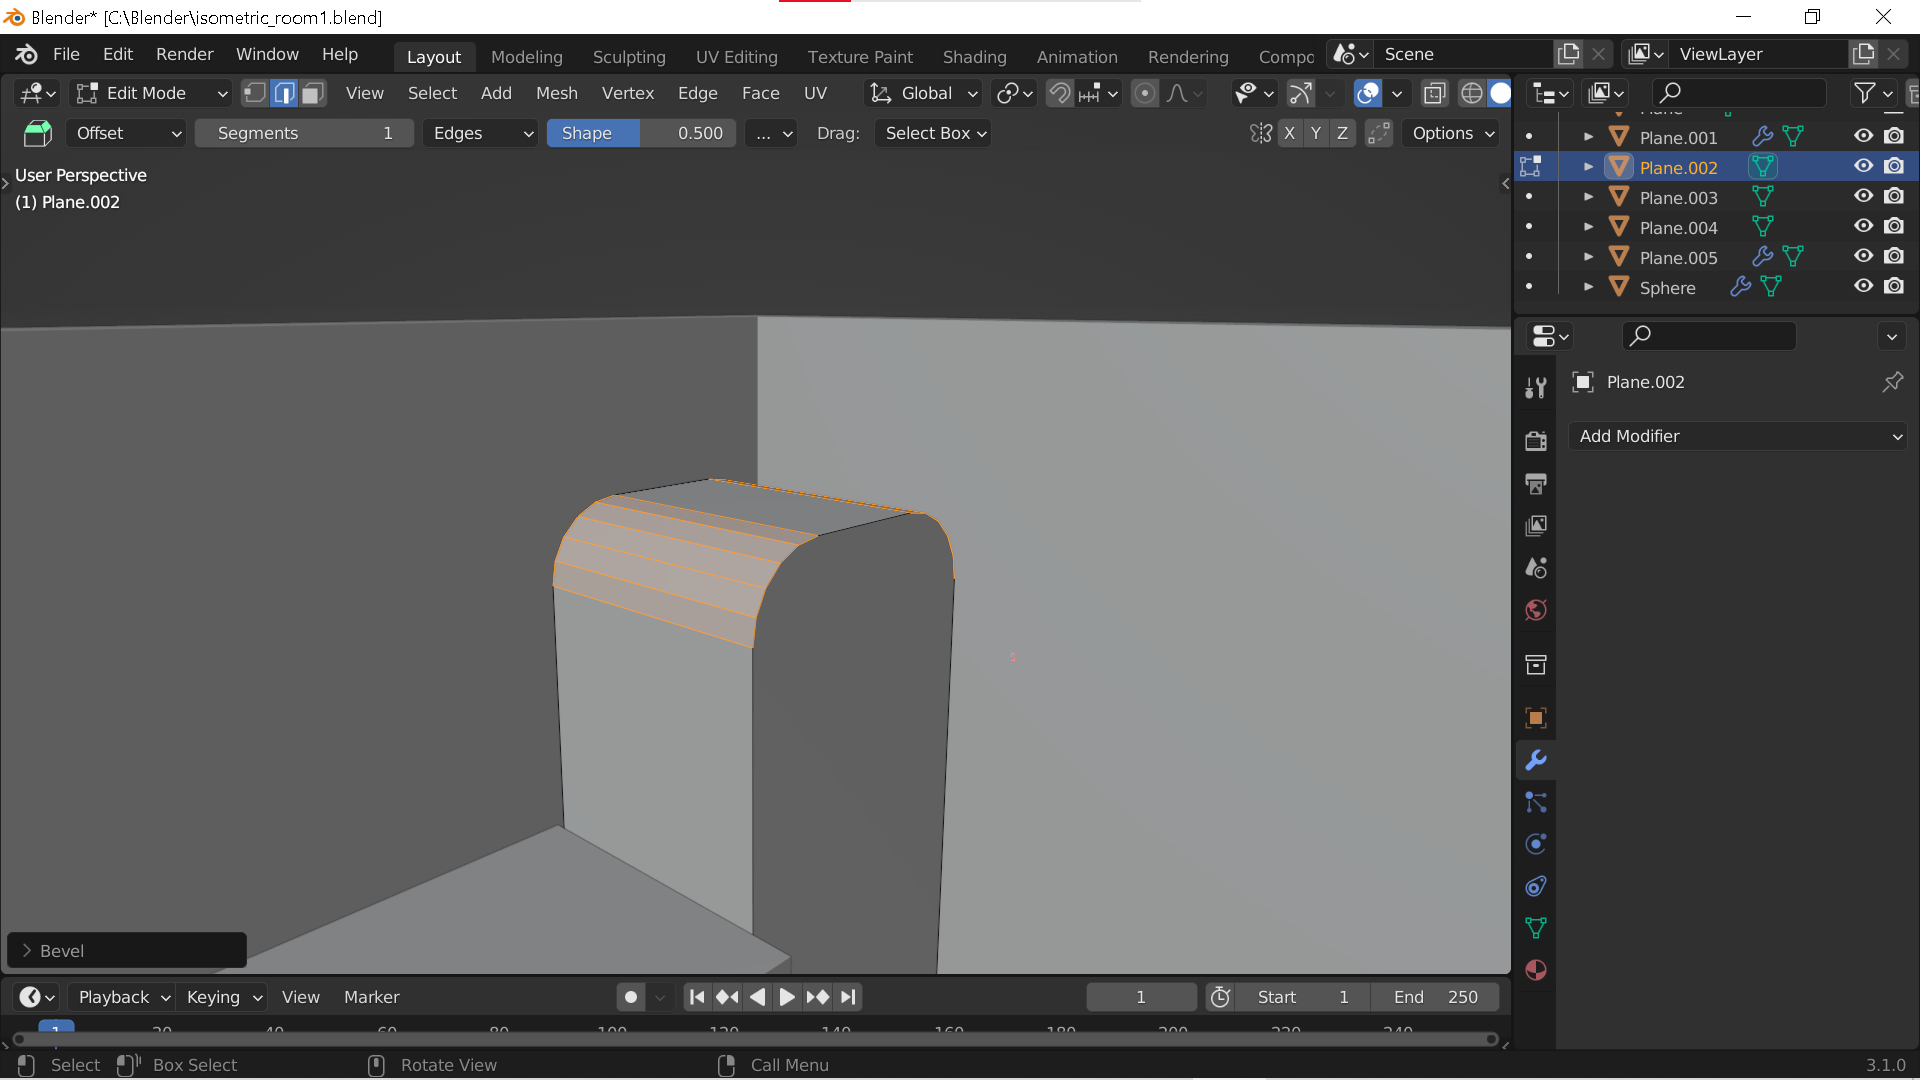 Blender* [C:\Blender\isometric_room1.blend]
File Edit Render Window Help Layout Modeling Sculpting UV Editing Texture Paint Shading Animation Rendering Compo Scene ViewLayer
Edit Mode View Select Add Mesh Vertex Edge Face UV Global
Offset Segments 1 Edges Shape 0.500 ... Drag: Select Box X Y Z Options
User Perspective
(1) Plane.002
Plane.001
Plane.002
Plane.003
Plane.004
Plane.005
Sphere
Plane.002
Add Modifier
Bevel
Playback Keying View Marker 1 Start 1 End 250
1 20 40 60 80 100 120 140 160 180 200 220 240
Select Box Select Rotate View Call Menu 3.1.0